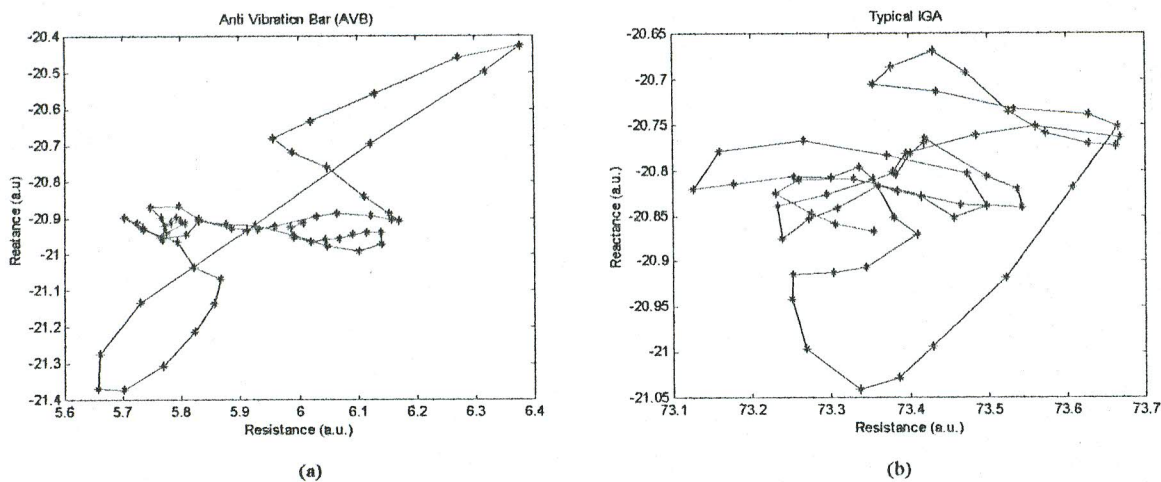 Anti Vibration Bar (AVB)
-20.4
-20.5
-20.6
-20.7
-20.8
-20.9
-21
-21.1
-21.2
-21.3
-21.4
5.6 5.7 5.8 5.9 6 6.1 6.2 6.3 6.4
Reatance (a.u)
Resistance (a.u.)
(a)
Typical IGA
-20.65
-20.7
-20.75
-20.8
-20.85
-20.9
-20.95
-21
-21.05
73.1 73.2 73.3 73.4 73.5 73.6 73.7
Reactance (a.u.)
Resistance (a.u.)
(b)